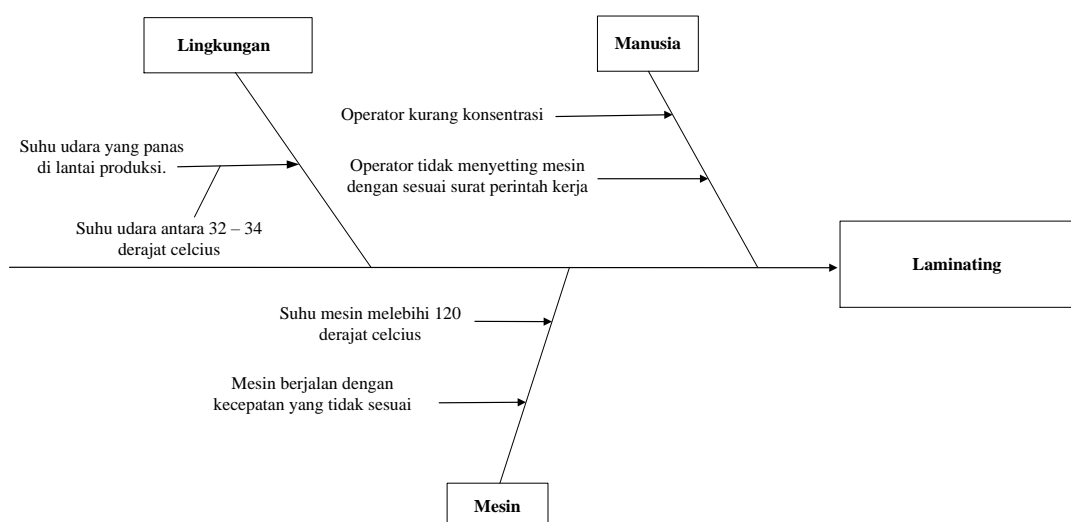 Lingkungan
Manusia
Operator kurang konsentrasi
Suhu udara yang panas
di lantai produksi.
Operator tidak menyetting mesin
dengan sesuai surat perintah kerja
Suhu udara antara 32 – 34
derajat celcius
Laminating
Suhu mesin melebihi 120
derajat celcius
Mesin berjalan dengan
kecepatan yang tidak sesuai
Mesin